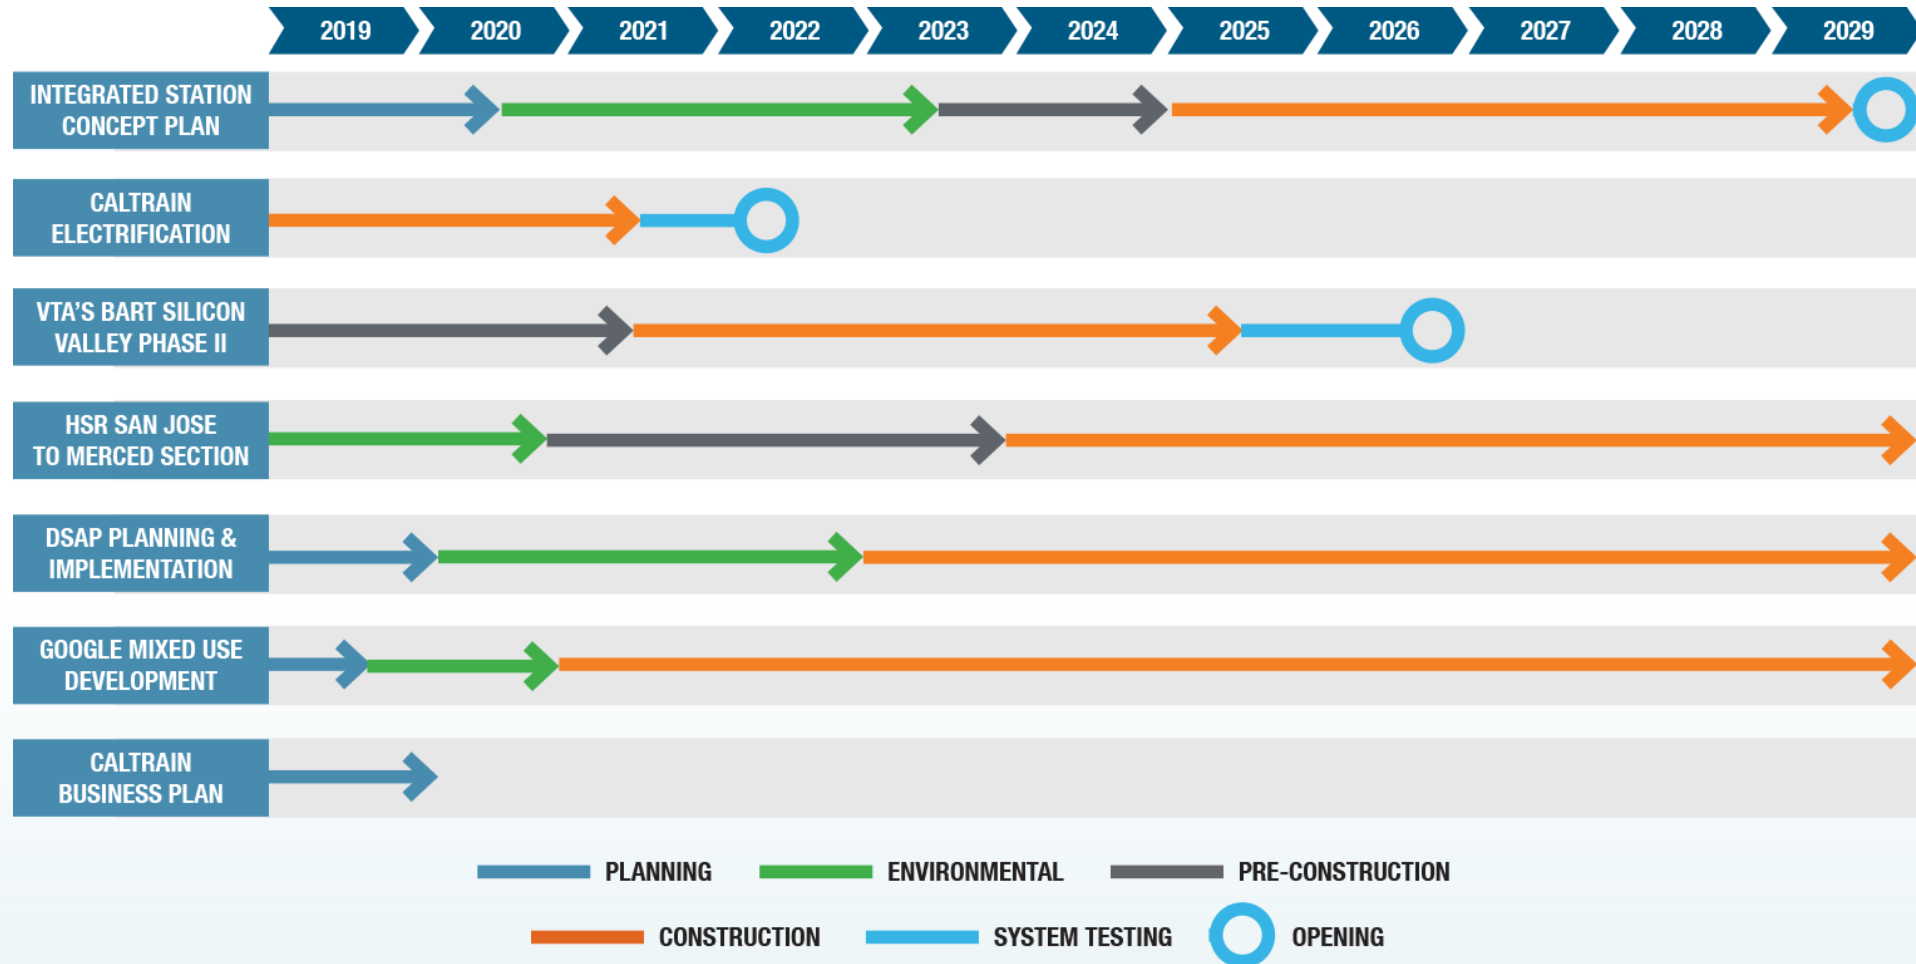 2019 2020 2021 2022 2023 2024 2025 2026 2027 2028 2029
INTEGRATED STATION
CONCEPT PLAN
CALTRAIN
ELECTRIFICATION
VTA'S BART SILICON
VALLEY PHASE II
HSR SAN JOSE
TO MERCED SECTION
DSAP PLANNING &
IMPLEMENTATION
GOOGLE MIXED USE
DEVELOPMENT
CALTRAIN
BUSINESS PLAN
PLANNING ENVIRONMENTAL PRE-CONSTRUCTION
CONSTRUCTION SYSTEM TESTING OPENING